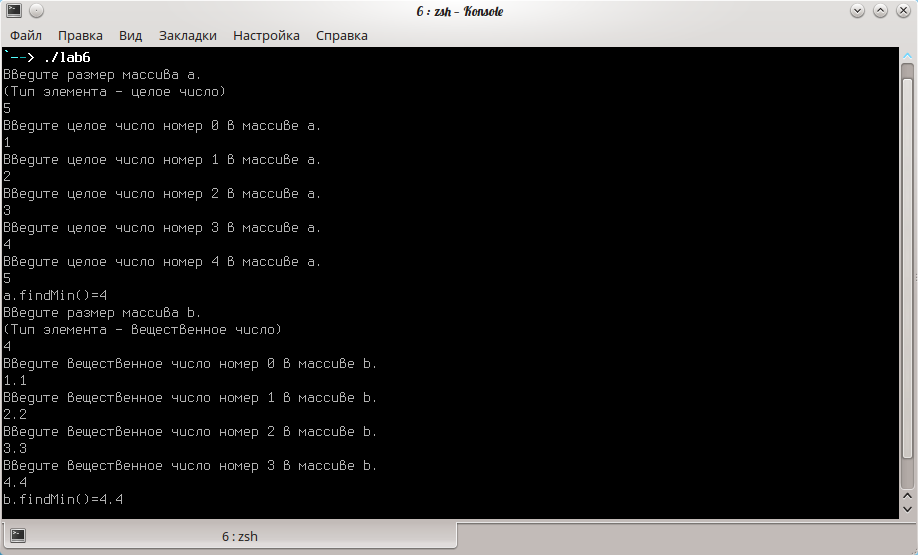 6 : zsh – Konsole
Файл Правка Вид Закладки Настройка Справка
`--> ./lab6
Введите размер массива a.
(Тип элемента - целое число)
5
Введите целое число номер 0 в массиве a.
1
Введите целое число номер 1 в массиве a.
2
Введите целое число номер 2 в массиве a.
3
Введите целое число номер 3 в массиве a.
4
Введите целое число номер 4 в массиве a.
5
a.findMin()=4
Введите размер массива b.
(Тип элемента - вещественное число)
4
Введите вещественное число номер 0 в массиве b.
1.1
Введите вещественное число номер 1 в массиве b.
2.2
Введите вещественное число номер 2 в массиве b.
3.3
Введите вещественное число номер 3 в массиве b.
4.4
b.findMin()=4.4
6 : zsh